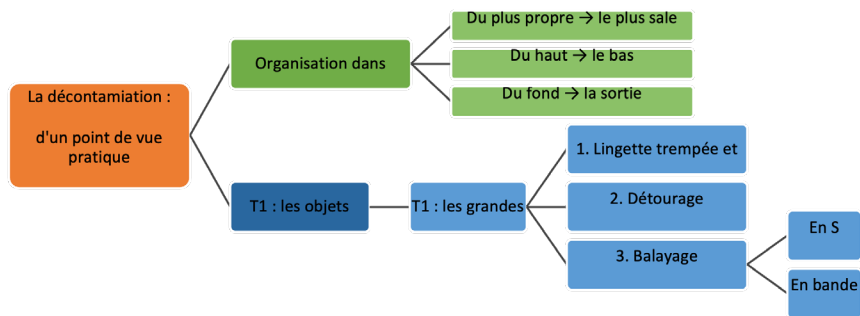 La décontamiation :
d'un point de vue
pratique
Organisation dans
Du plus propre → le plus sale
Du haut → le bas
Du fond → la sortie
T1 : les objets
T1 : les grandes
1. Lingette trempée et
2. Détourage
3. Balayage
En S
En bande